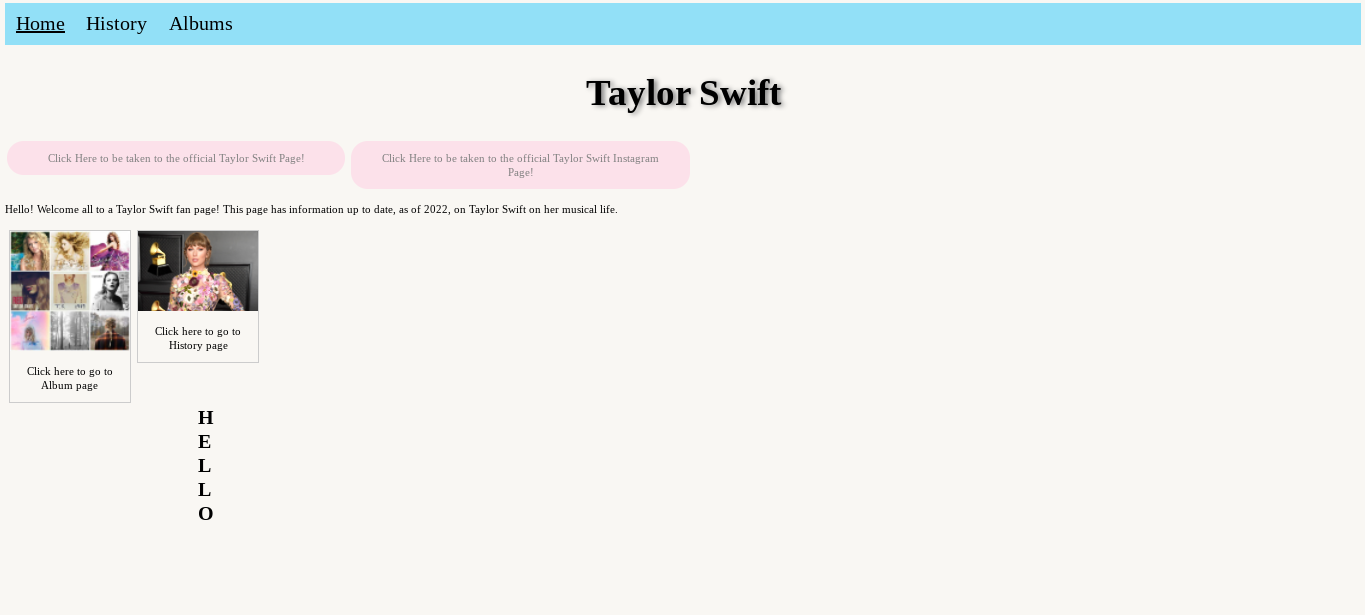 Home History Albums
Taylor Swift
Click Here to be taken to the official Taylor Swift Page!
Click Here to be taken to the official Taylor Swift Instagram
Page!
Hello! Welcome all to a Taylor Swift fan page! This page has information up to date, as of 2022, on Taylor Swift on her musical life.
Click here to go to
Album page
Click here to go to
History page
H
E
L
L
O